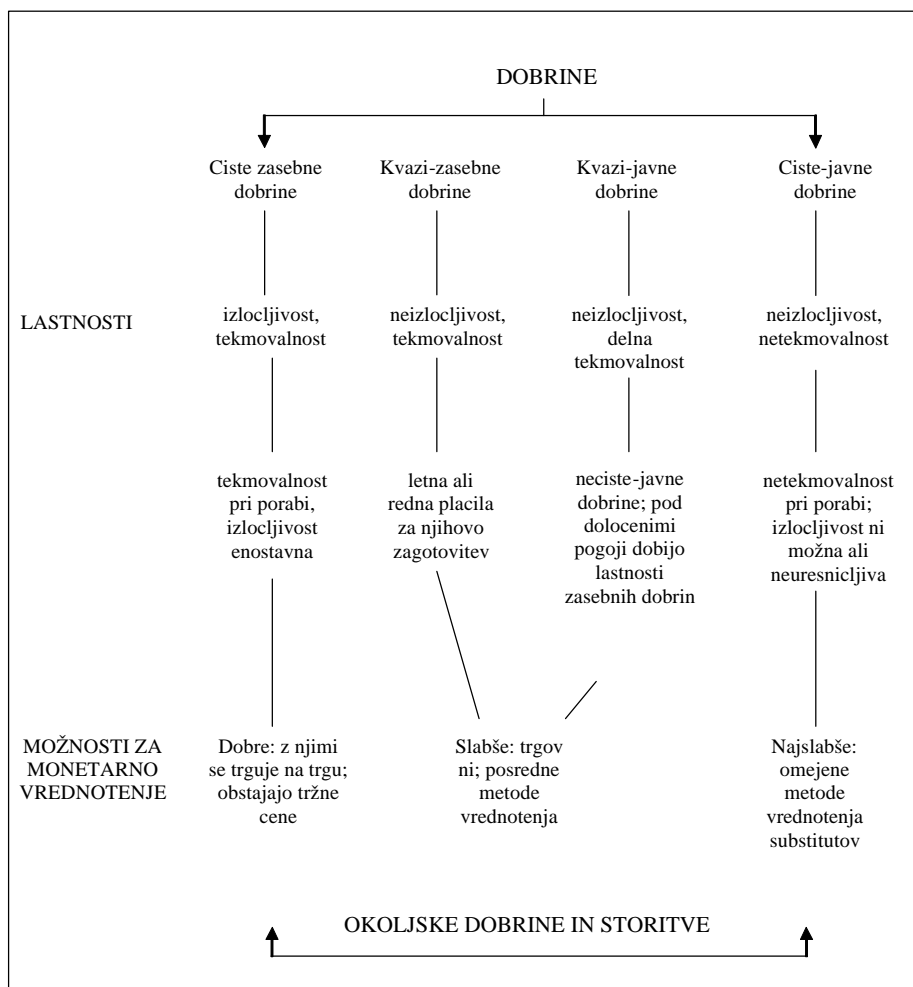 DOBRINE
Ciste zasebne
dobrine
Kvazi-zasebne
dobrine
Kvazi-javne
dobrine
Ciste-javne
dobrine
LASTNOSTI
izlocljivost,
tekmovalnost
neizlocljivost,
tekmovalnost
neizlocljivost,
delna
tekmovalnost
neizlocljivost,
netekmovalnost
tekmovalnost
pri porabi,
izlocljivost
enostavna
letna ali
redna placila
za njihovo
zagotovitev
neciste-javne
dobrine; pod
dolocenimi
pogoji dobijo
lastnosti
zasebnih dobrin
netekmovalnost
pri porabi;
izlocljivost ni
možna ali
neuresnicljiva
MOŽNOSTI ZA
MONETARNO
VREDNOTENJE
Dobre: z njimi
se trguje na trgu;
obstajajo tržne
cene
Slabše: trgov
ni; posredne
metode
vrednotenja
Najslabše:
omejene
metode
vrednotenja
substitutov
OKOLJSKE DOBRINE IN STORITVE